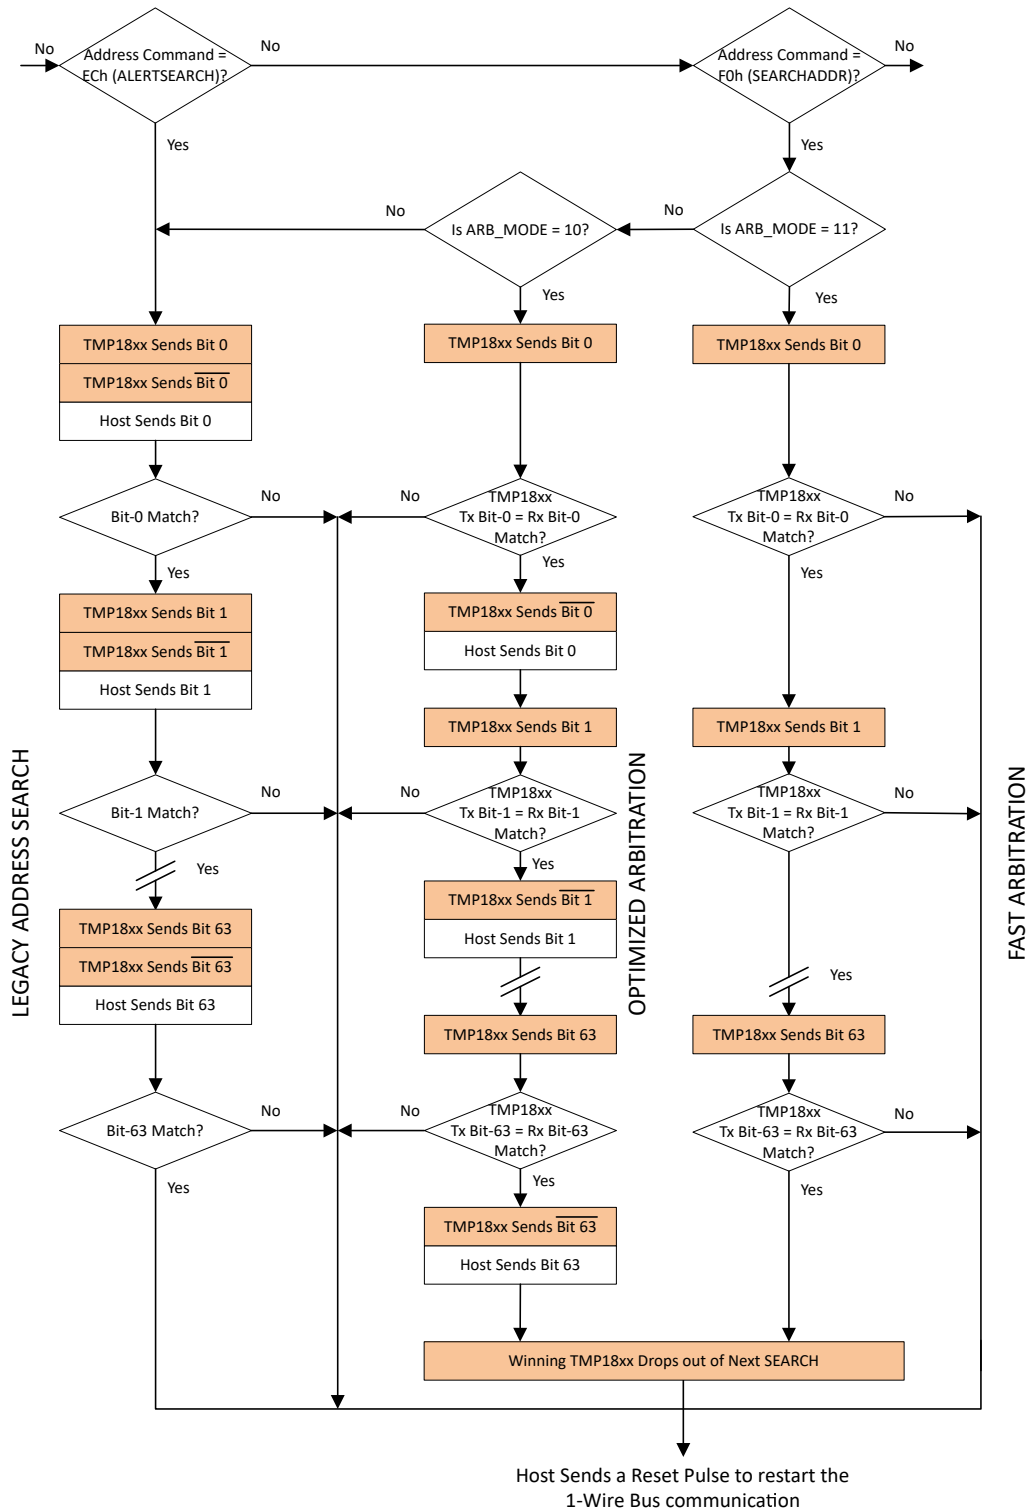 No
Address Command =
ECh (ALERTSEARCH)?
No
Address Command =
F0h (SEARCHADDR)?
No
Yes
Yes
No
Is ARB_MODE = 10?
No
Is ARB_MODE = 11?
Yes
Yes
TMP18xx Sends Bit 0
TMP18xx Sends Bit 0
Host Sends Bit 0
TMP18xx Sends Bit 0
TMP18xx Sends Bit 0
Bit-0 Match?
No
No
TMP18xx
Tx Bit-0 = Rx Bit-0
Match?
TMP18xx
Tx Bit-0 = Rx Bit-0
Match?
No
Yes
Yes
Yes
TMP18xx Sends Bit 1
TMP18xx Sends Bit 1
Host Sends Bit 1
TMP18xx Sends Bit 0
Host Sends Bit 0
TMP18xx Sends Bit 1
TMP18xx Sends Bit 1
Bit-1 Match?
No
No
TMP18xx
Tx Bit-1 = Rx Bit-1
Match?
TMP18xx
Tx Bit-1 = Rx Bit-1
Match?
No
Yes
Yes
TMP18xx Sends Bit 1
Host Sends Bit 1
Yes
LEGACY ADDRESS SEARCH
OPTIMIZED ARBITRATION
FAST ARBITRATION
TMP18xx Sends Bit 63
TMP18xx Sends Bit 63
Host Sends Bit 63
TMP18xx Sends Bit 63
TMP18xx Sends Bit 63
Bit-63 Match?
No
No
TMP18xx
Tx Bit-63 = Rx Bit-63
Match?
TMP18xx
Tx Bit-63 = Rx Bit-63
Match?
No
Yes
Yes
Yes
TMP18xx Sends Bit 63
Host Sends Bit 63
Winning TMP18xx Drops out of Next SEARCH
Host Sends a Reset Pulse to restart the
1-Wire Bus communication